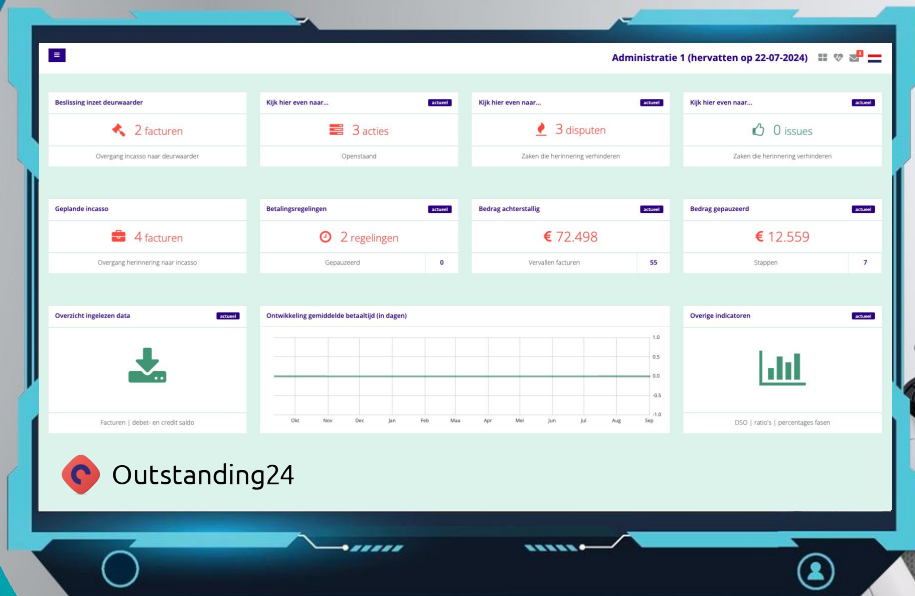 Administratie 1 (hervatten op 22-07-2024)
Beslissing inzet deurwaarder
2 facturen
Overgang incasso naar deurwaarder
Kijk hier even naar... actueel
3 acties
Openstaand
Kijk hier even naar... actueel
3 disputen
Zaken die herinnering verhinderen
Kijk hier even naar... actueel
0 issues
Zaken die herinnering verhinderen
Geplande incasso
4 facturen
Overgang herinnering naar incasso
Betalingsregelingen actueel
2 regelingen
Gepauzeerd 0
Bedrag achterstallig actueel
€ 72.498
Vervallen facturen 55
Bedrag gepauzeerd actueel
€ 12.559
Stappen 7
Overzicht ingelezen data actueel
Facturen | debet- en credit saldo
Ontwikkeling gemiddelde betaaltijd (in dagen)
1.0
0.5
0.0
-0.5
-1.0
Okt Nov Dec Jan Feb Maa Apr Mei Jun Jul Aug Sep
Overige indicatoren actueel
DSO | ratio's | percentages fasen
Outstanding24